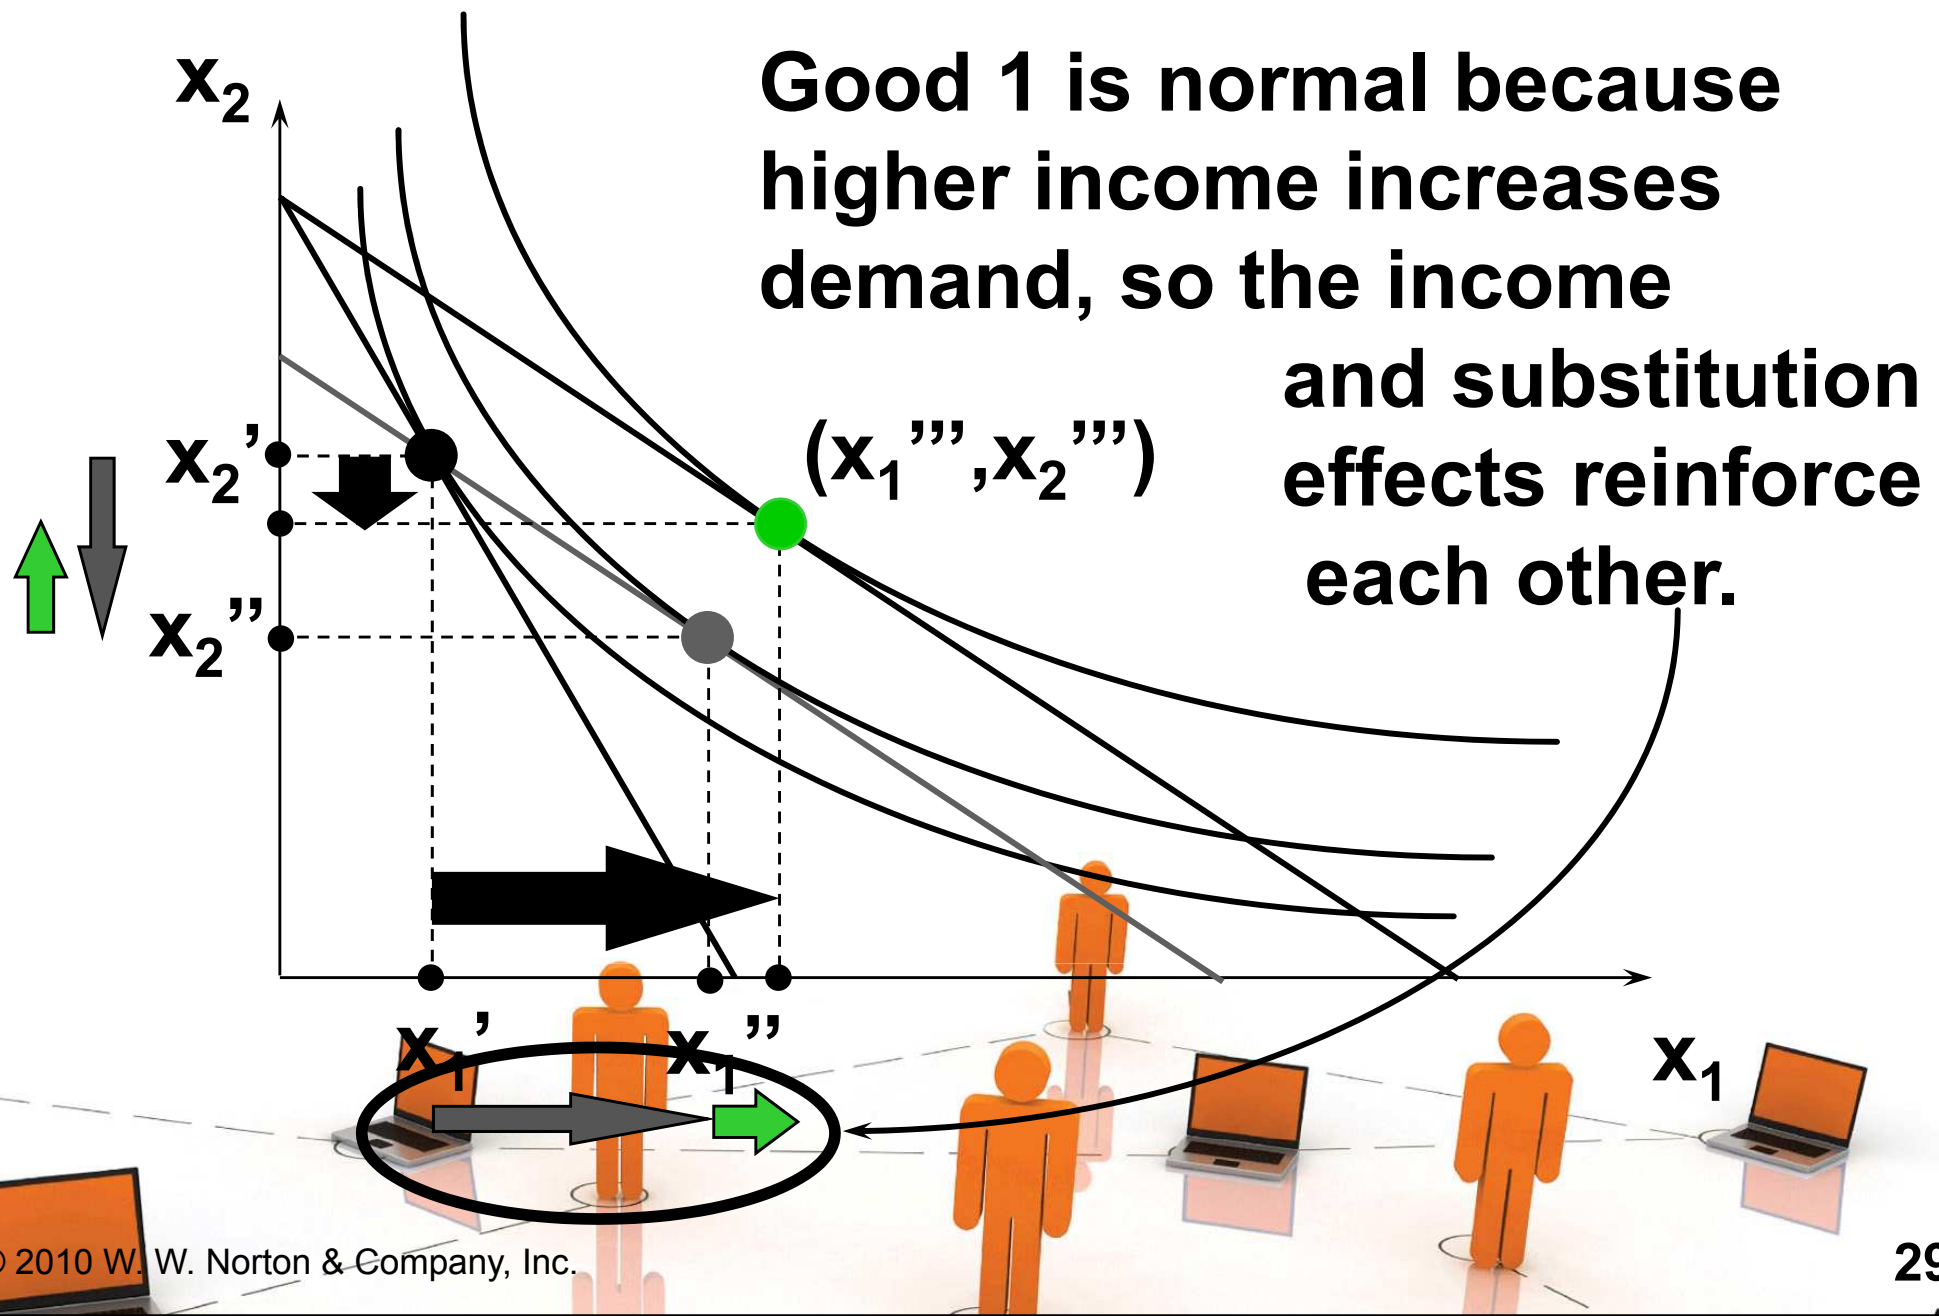 x₂
Good 1 is normal because
higher income increases
demand, so the income
and substitution
effects reinforce
each other.
(x₁’’’,x₂’’’)
x₂’
x₂’’
x₁’ x₁’’
x₁
© 2010 W. W. Norton & Company, Inc.
29